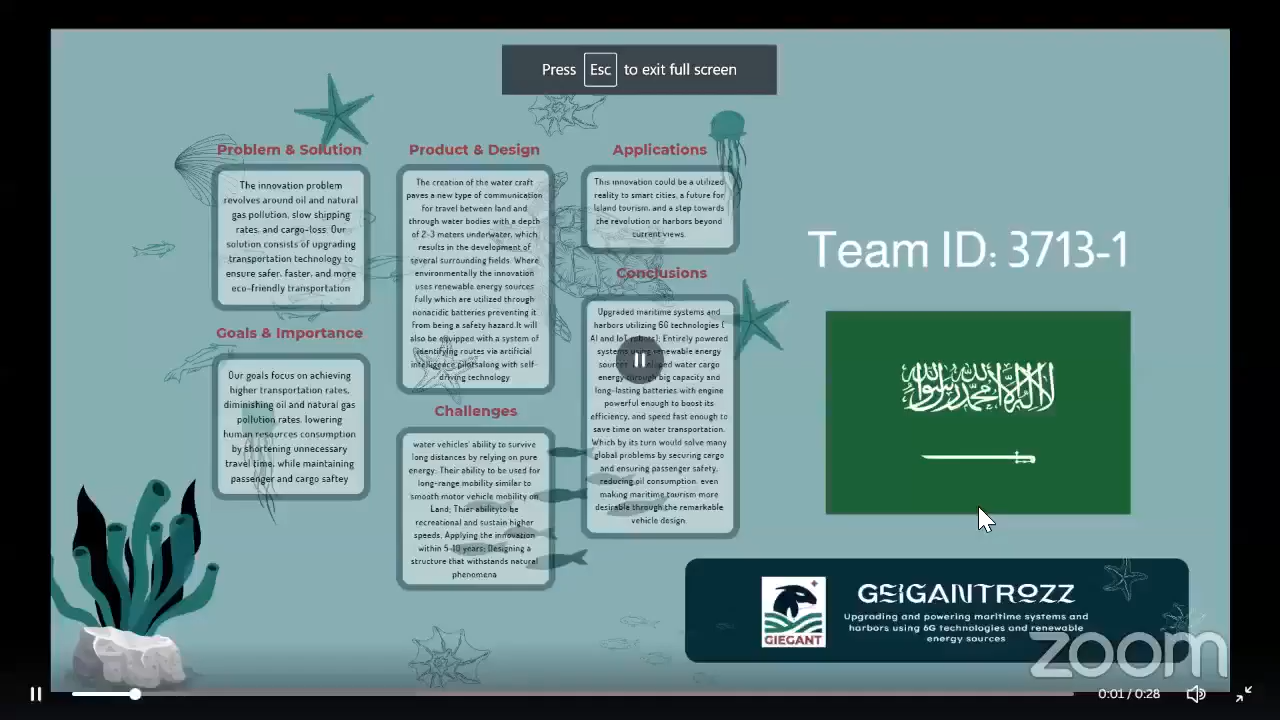 Press Esc to exit full screen
Problem & Solution
The innovation problem
revolves around oil and natural
gas pollution, slow shipping
rates, and cargo-loss. Our
solution consists of upgrading
transportation technology to
ensure safer, faster, and more
eco-friendly transportation
Goals & Importance
Our goals focus on achieving
higher transportation rates,
diminishing oil and natural gas
pollution rates, lowering
human resources consumption
by shortening unnecessary
travel time, while maintaining
passenger and cargo saftey
Product & Design
The creation of the water craft
paves a new type of communication
for travel between land and
through water bodies with a depth
of 2-3 meters underwater, which
results in the development of
several surrounding fields. Where
environmentally the innovation
uses renewable energy sources
fully which are utilized through
nonacidic batteries preventing it
from being a safety hazard.It will
also be equipped with a system of
identifying routes via artificial
intelligence pilotsalong with self-
driving technology
Challenges
water vehicles' ability to survive
long distances by relying on pure
energy. Their ability to be used for
long-range mobility similar to
smooth motor vehicle mobility on
Land; Thier abilityto be
recreational and sustain higher
speeds. Applying the innovation
within 5-10 years; Designing a
structure that withstands natural
phenomena
Applications
This innovation could be a utilized
reality to smart cities, a future for
island tourism, and a step towards
the revolution or harbors beyond
current views.
Conclusions
Upgraded maritime systems and
harbors utilizing 6G technologies (
AI and IoT robots); Entirely powered
systems using renewable energy
water cargo
energy through big capacity and
long-lasting batteries with engine
powerful enough to boost its
efficiency, and speed fast enough to
save time on water transportation.
Which by its turn would solve many
global problems by securing cargo
and ensuring passenger safety,
reducing oil consumption. even
making maritime tourism more
desirable through the remarkable
vehicle design.
Team ID: 3713-1
لا إله إلا الله محمد رسول الله
GIEGANT
GEIGANTROZZ
Upgrading and powering maritime systems and
harbors using 6G technologies and renewable
energy sources
zoom
0:01 / 0:28